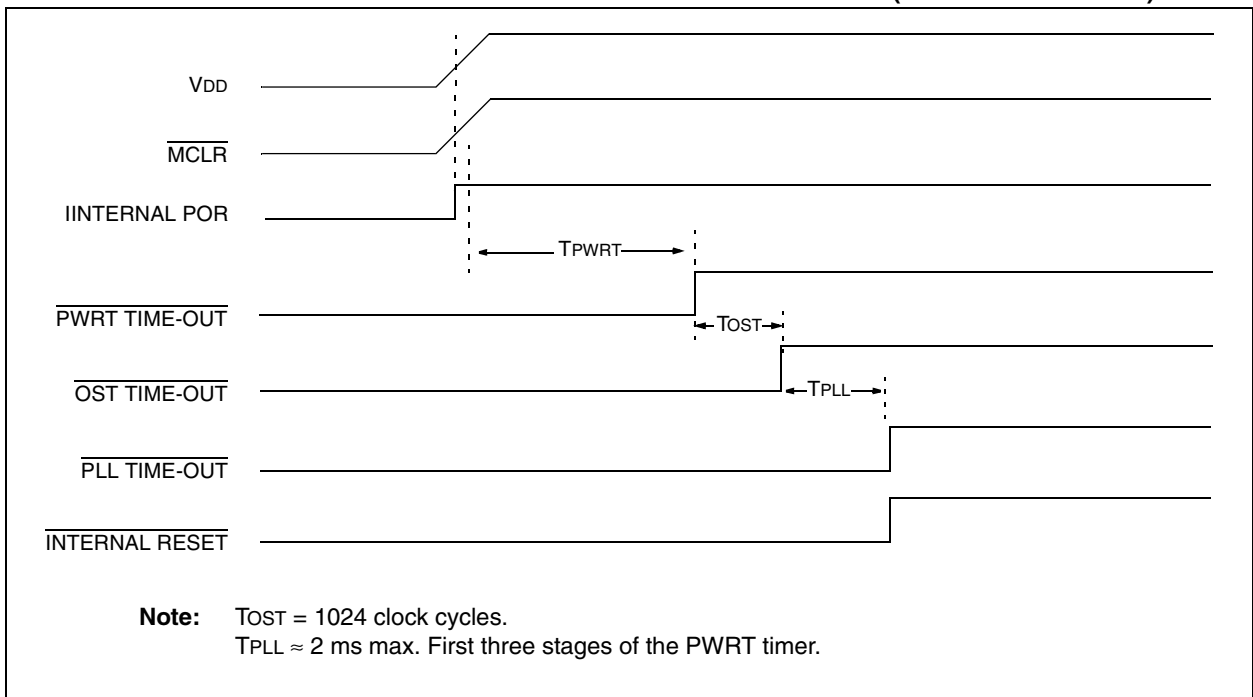 VDD
MCLR
IINTERNAL POR
TPWRT
PWRT TIME-OUT
TOST
OST TIME-OUT
TPLL
PLL TIME-OUT
INTERNAL RESET
Note: TOST = 1024 clock cycles.
TPLL ≈ 2 ms max. First three stages of the PWRT timer.